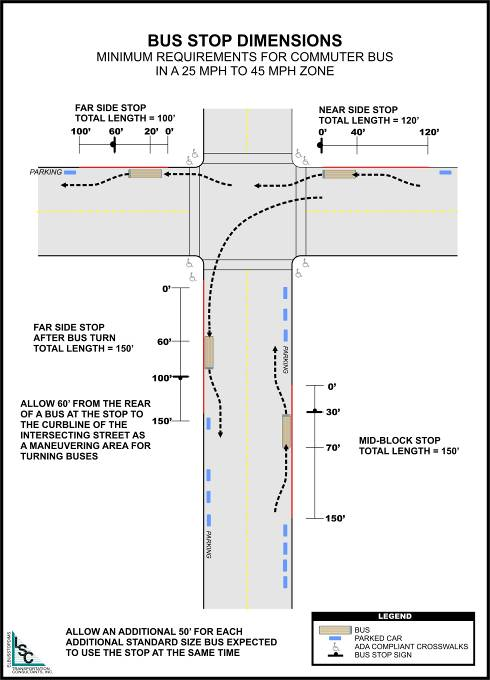 BUS STOP DIMENSIONS
MINIMUM REQUIREMENTS FOR COMMUTER BUS
IN A 25 MPH TO 45 MPH ZONE
FAR SIDE STOP
TOTAL LENGTH = 100'
100' 60' 20' 0'
NEAR SIDE STOP
TOTAL LENGTH = 120'
0' 40' 120'
PARKING
0'
60'
100'
150'
FAR SIDE STOP
AFTER BUS TURN
TOTAL LENGTH = 150'
ALLOW 60' FROM THE REAR
OF A BUS AT THE STOP TO
THE CURBLINE OF THE
INTERSECTING STREET AS
A MANEUVERING AREA FOR
TURNING BUSES
PARKING
PARKING
0'
30'
70'
150'
MID-BLOCK STOP
TOTAL LENGTH = 150'
ALLOW AN ADDITIONAL 50' FOR EACH
ADDITIONAL STANDARD SIZE BUS EXPECTED
TO USE THE STOP AT THE SAME TIME
LEGEND
BUS
PARKED CAR
ADA COMPLIANT CROSSWALKS
BUS STOP SIGN
LSC
TRANSPORTATION
CONSULTANTS, INC.